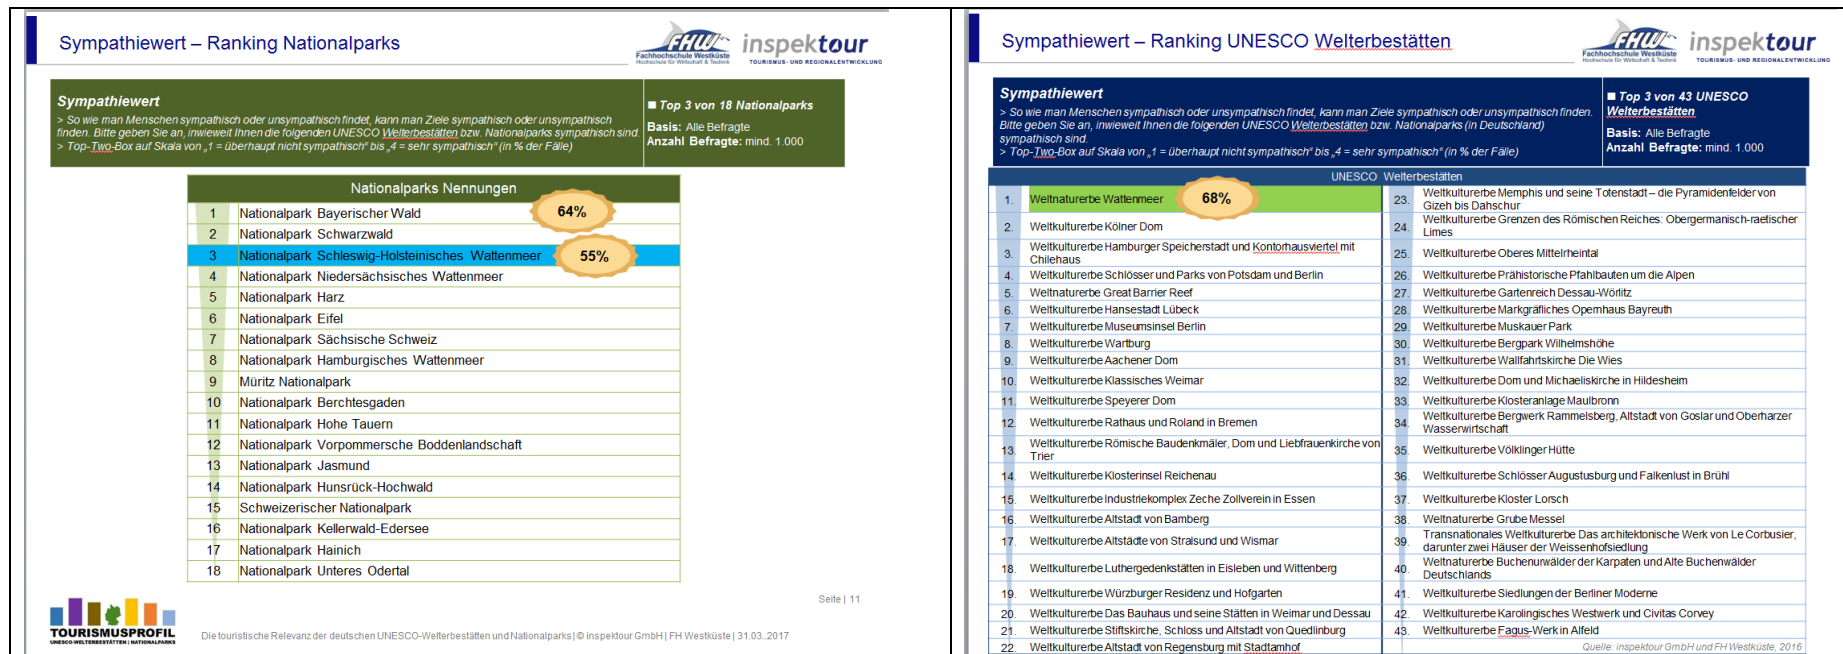 Sympathiewert – Ranking Nationalparks
FHW
Fachhochschule Westküste
Hochschule für Wirtschaft & Technik
inspektour
TOURISMUS- UND REGIONALENTWICKLUNG
Sympathiewert
> So wie man Menschen sympathisch oder unsympathisch findet, kann man Ziele sympathisch oder unsympathisch
finden. Bitte geben Sie an, inwieweit Ihnen die folgenden UNESCO Welterbestätten bzw. Nationalparks sympathisch sind.
> Top-Two-Box auf Skala von „1 = überhaupt nicht sympathisch“ bis „4 = sehr sympathisch“ (in % der Fälle)
■ Top 3 von 18 Nationalparks
Basis: Alle Befragte
Anzahl Befragte: mind. 1.000
Nationalparks Nennungen
1 Nationalpark Bayerischer Wald 64%
2 Nationalpark Schwarzwald
3 Nationalpark Schleswig-Holsteinisches Wattenmeer 55%
4 Nationalpark Niedersächsisches Wattenmeer
5 Nationalpark Harz
6 Nationalpark Eifel
7 Nationalpark Sächsische Schweiz
8 Nationalpark Hamburgisches Wattenmeer
9 Müritz Nationalpark
10 Nationalpark Berchtesgaden
11 Nationalpark Hohe Tauern
12 Nationalpark Vorpommersche Boddenlandschaft
13 Nationalpark Jasmund
14 Nationalpark Hunsrück-Hochwald
15 Schweizerischer Nationalpark
16 Nationalpark Kellerwald-Edersee
17 Nationalpark Hainich
18 Nationalpark Unteres Odertal
Seite | 11
TOURISMUSPROFIL
UNESCO-WELTERBESTÄTTEN | NATIONALPARKS
Die touristische Relevanz der deutschen UNESCO-Welterbestätten und Nationalparks | © inspektour GmbH | FH Westküste | 31.03..2017
Sympathiewert – Ranking UNESCO Welterbestätten
FHW
Fachhochschule Westküste
Hochschule für Wirtschaft & Technik
inspektour
TOURISMUS- UND REGIONALENTWICKLUNG
Sympathiewert
> So wie man Menschen sympathisch oder unsympathisch findet, kann man Ziele sympathisch oder unsympathisch finden.
Bitte geben Sie an, inwieweit Ihnen die folgenden UNESCO Welterbestätten bzw. Nationalparks (in Deutschland)
sympathisch sind.
> Top-Two-Box auf Skala von „1 = überhaupt nicht sympathisch“ bis „4 = sehr sympathisch“ (in % der Fälle)
■ Top 3 von 43 UNESCO
Welterbestätten
Basis: Alle Befragte
Anzahl Befragte: mind. 1.000
UNESCO Welterbestätten
1. Weltnaturerbe Wattenmeer 68%
2. Weltkulturerbe Kölner Dom
3. Weltkulturerbe Hamburger Speicherstadt und Kontorhausviertel mit
Chilehaus
4. Weltkulturerbe Schlösser und Parks von Potsdam und Berlin
5. Weltnaturerbe Great Barrier Reef
6. Weltkulturerbe Hansestadt Lübeck
7. Weltkulturerbe Museumsinsel Berlin
8. Weltkulturerbe Wartburg
9. Weltkulturerbe Aachener Dom
10. Weltkulturerbe Klassisches Weimar
11. Weltkulturerbe Speyerer Dom
12. Weltkulturerbe Rathaus und Roland in Bremen
13. Weltkulturerbe Römische Baudenkmäler, Dom und Liebfrauenkirche von
Trier
14. Weltkulturerbe Klosterinsel Reichenau
15. Weltkulturerbe Industriekomplex Zeche Zollverein in Essen
16. Weltkulturerbe Altstadt von Bamberg
17. Weltkulturerbe Altstädte von Stralsund und Wismar
18. Weltkulturerbe Luthergedenkstätten in Eisleben und Wittenberg
19. Weltkulturerbe Würzburger Residenz und Hofgarten
20. Weltkulturerbe Das Bauhaus und seine Stätten in Weimar und Dessau
21. Weltkulturerbe Stiftskirche, Schloss und Altstadt von Quedlinburg
22. Weltkulturerbe Altstadt von Regensburg mit Stadtamhof
23. Weltkulturerbe Memphis und seine Totenstadt – die Pyramidenfelder von
Gizeh bis Dahschur
24. Weltkulturerbe Grenzen des Römischen Reiches: Obergermanisch-raetischer
Limes
25. Weltkulturerbe Oberes Mittelrheintal
26. Weltkulturerbe Prähistorische Pfahlbauten um die Alpen
27. Weltkulturerbe Gartenreich Dessau-Wörlitz
28. Weltkulturerbe Markgräfliches Opernhaus Bayreuth
29. Weltkulturerbe Muskauer Park
30. Weltkulturerbe Bergpark Wilhelmshöhe
31. Weltkulturerbe Wallfahrtskirche Die Wies
32. Weltkulturerbe Dom und Michaeliskirche in Hildesheim
33. Weltkulturerbe Klosteranlage Maulbronn
34. Weltkulturerbe Bergwerk Rammelsberg, Altstadt von Goslar und Oberharzer
Wasserwirtschaft
35. Weltkulturerbe Völklinger Hütte
36. Weltkulturerbe Schlösser Augustusburg und Falkenlust in Brühl
37. Weltkulturerbe Kloster Lorsch
38. Weltnaturerbe Grube Messel
39. Transnationales Weltkulturerbe Das architektonische Werk von Le Corbusier,
darunter zwei Häuser der Weissenhofsiedlung
40. Weltnaturerbe Buchenurwälder der Karpaten und Alte Buchenwälder
Deutschlands
41. Weltkulturerbe Siedlungen der Berliner Moderne
42. Weltkulturerbe Karolingisches Westwerk und Civitas Corvey
43. Weltkulturerbe Fagus-Werk in Alfeld
Quelle: inspektour GmbH und FH Westküste, 2016